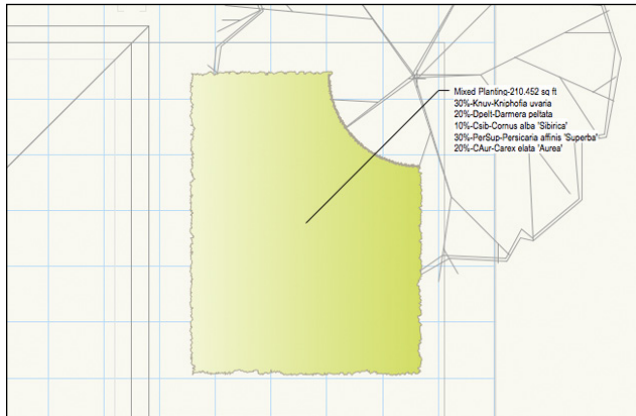 Mixed Planting-210.452 sq ft
30%-Knuv-Kniphofia uvaria
20%-Dpelt-Darmera peltata
10%-Csib-Cornus alba 'Sibirica'
30%-PerSup-Persicaria affinis 'Superba'
20%-CAur-Carex elata 'Aurea'